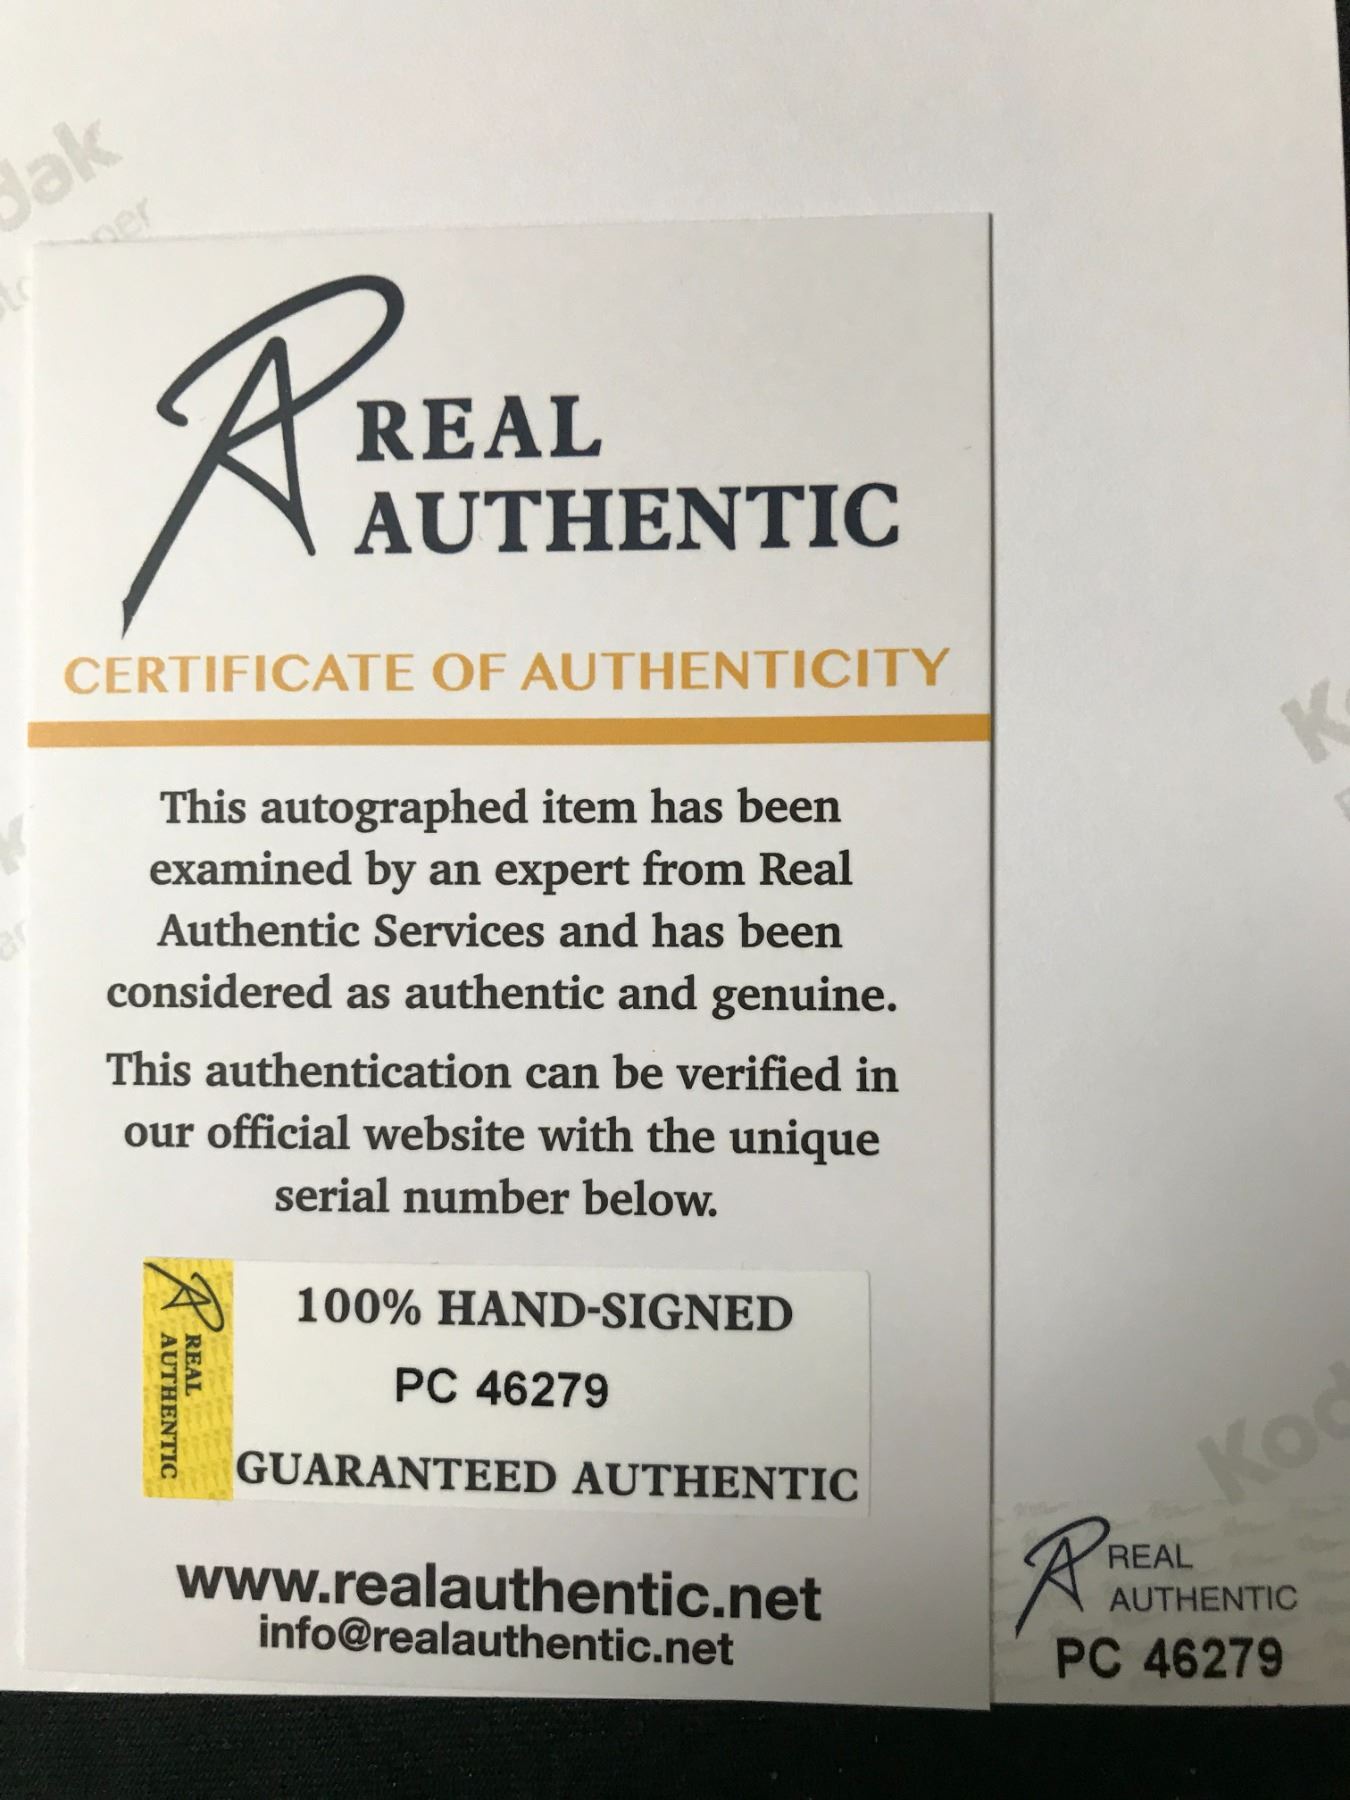 dak
per
REAL
AUTHENTIC
CERTIFICATE OF AUTHENTICITY
This autographed item has been
examined by an expert from Real
Authentic Services and has been
considered as authentic and genuine.
This authentication can be verified in
our official website with the unique
serial number below.
REAL
AUTHENTIC
100% HAND-SIGNED
PC 46279
GUARANTEED AUTHENTIC
www.realauthentic.net
info@realauthentic.net
Kod
REAL
AUTHENTIC
PC 46279